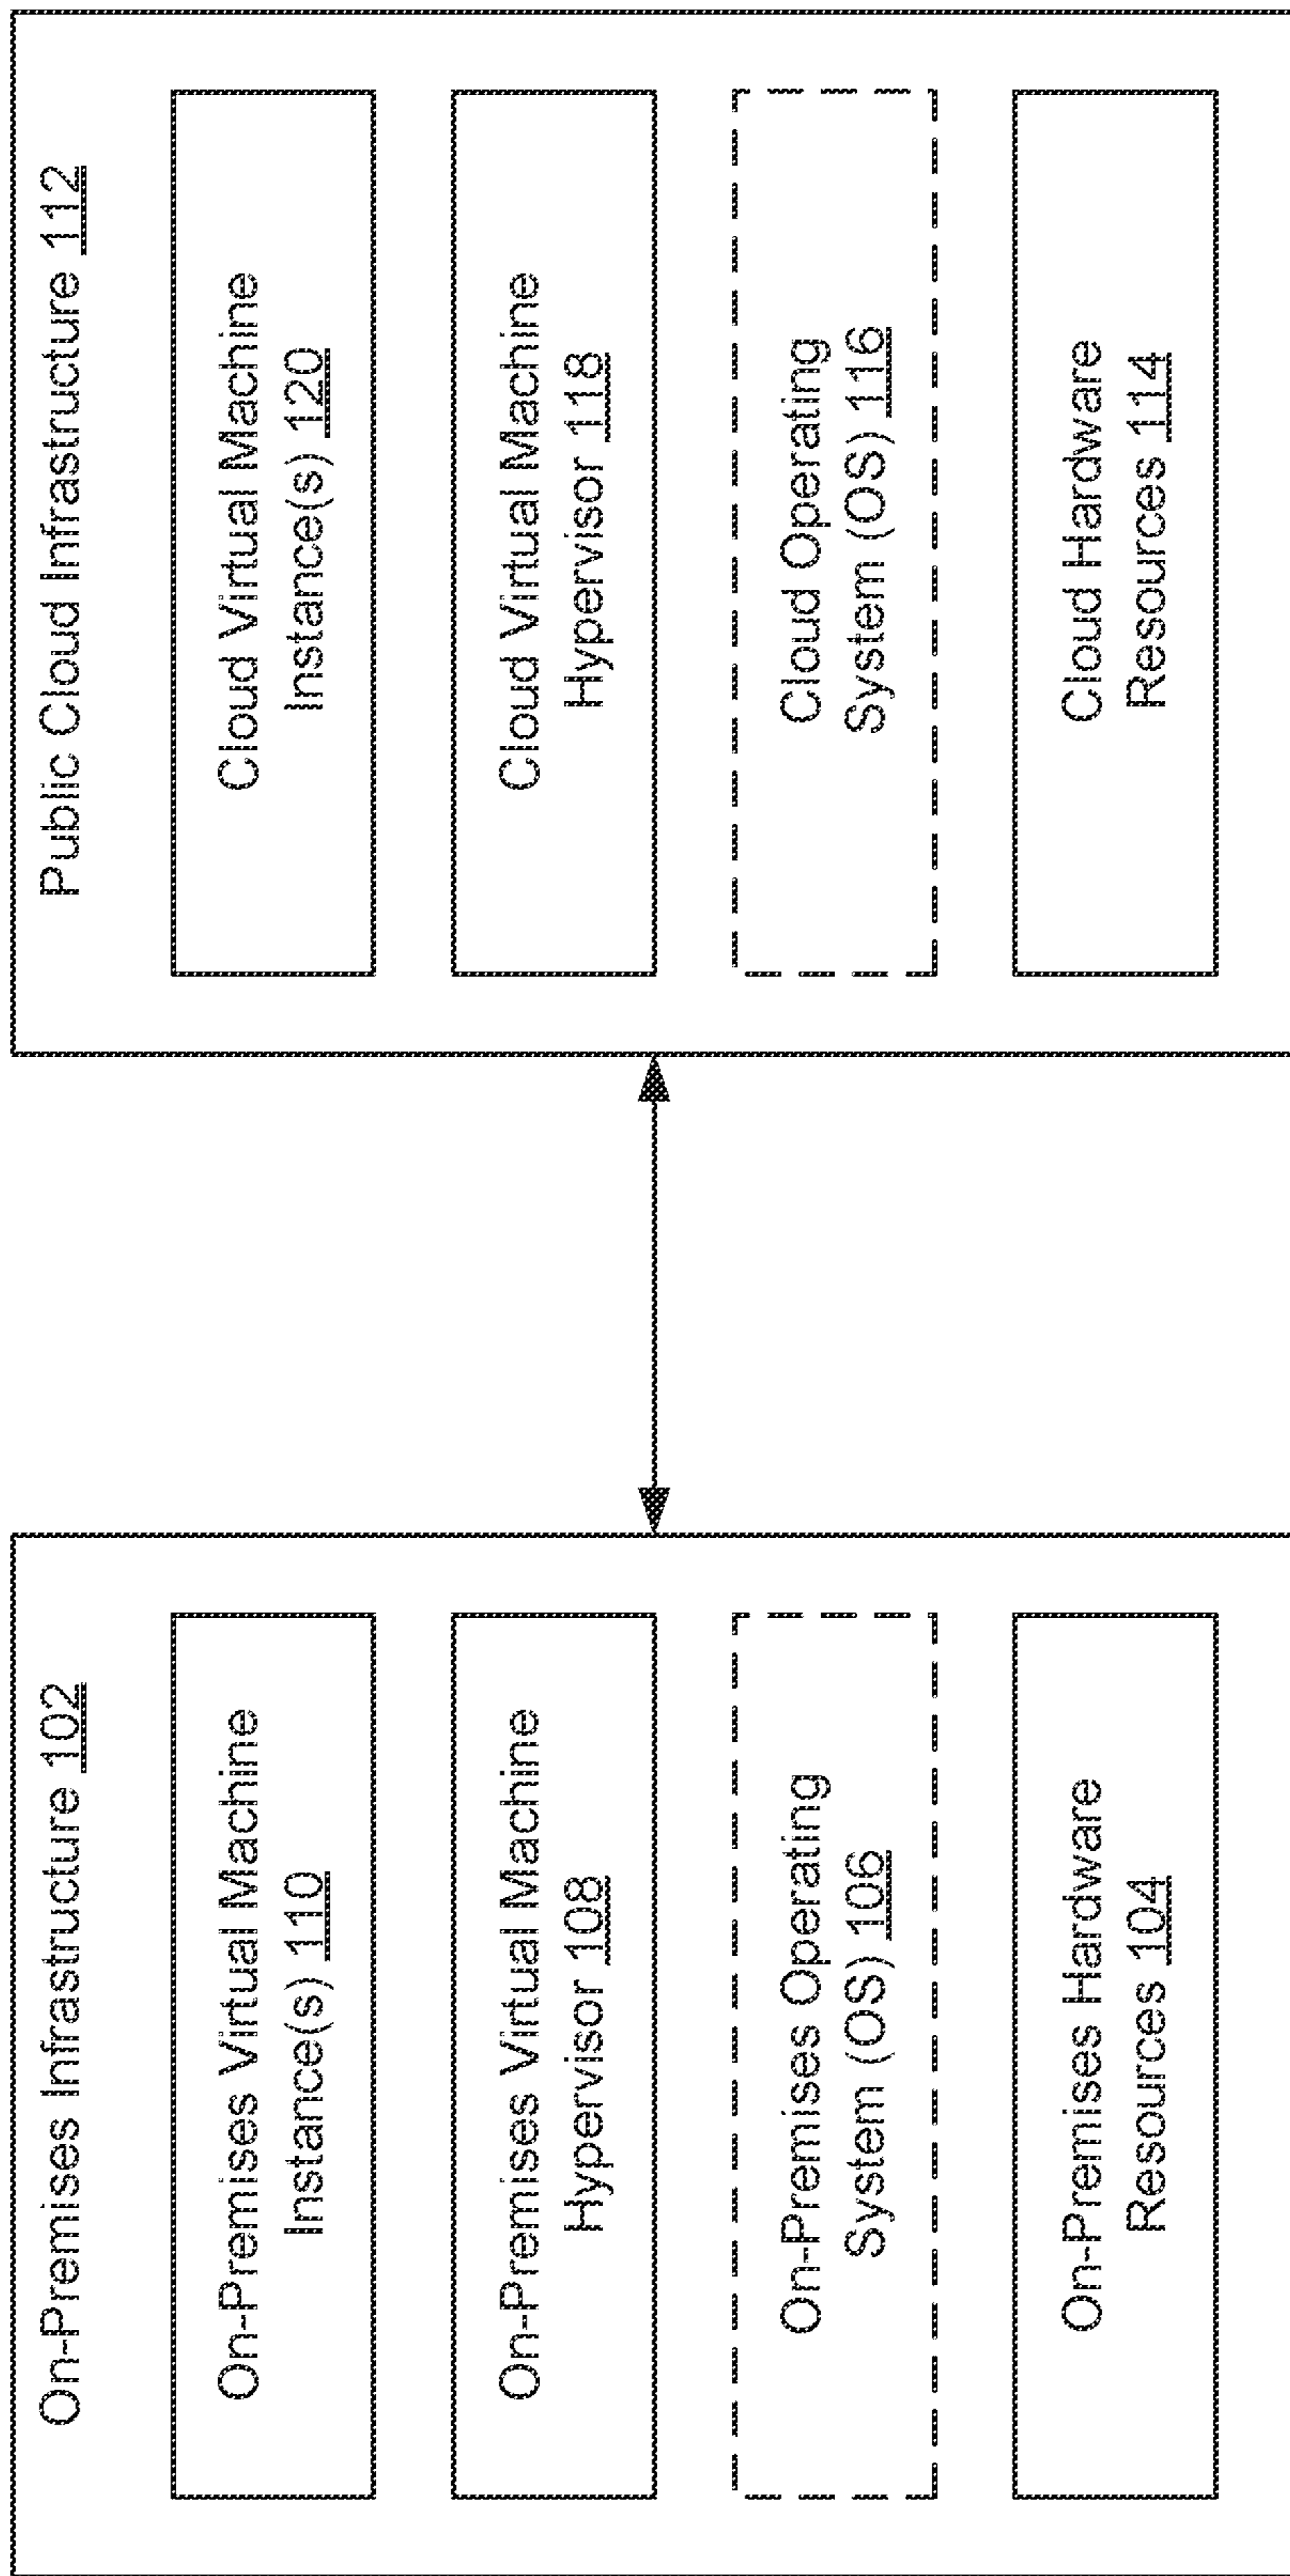 On-Premises Infrastructure 102
On-Premises Virtual Machine
Instance(s) 110
On-Premises Virtual Machine
Hypervisor 108
On-Premises Operating
System (OS) 106
On-Premises Hardware
Resources 104
Public Cloud Infrastructure 112
Cloud Virtual Machine
Instance(s) 120
Cloud Virtual Machine
Hypervisor 118
Cloud Operating
System (OS) 116
Cloud Hardware
Resources 114